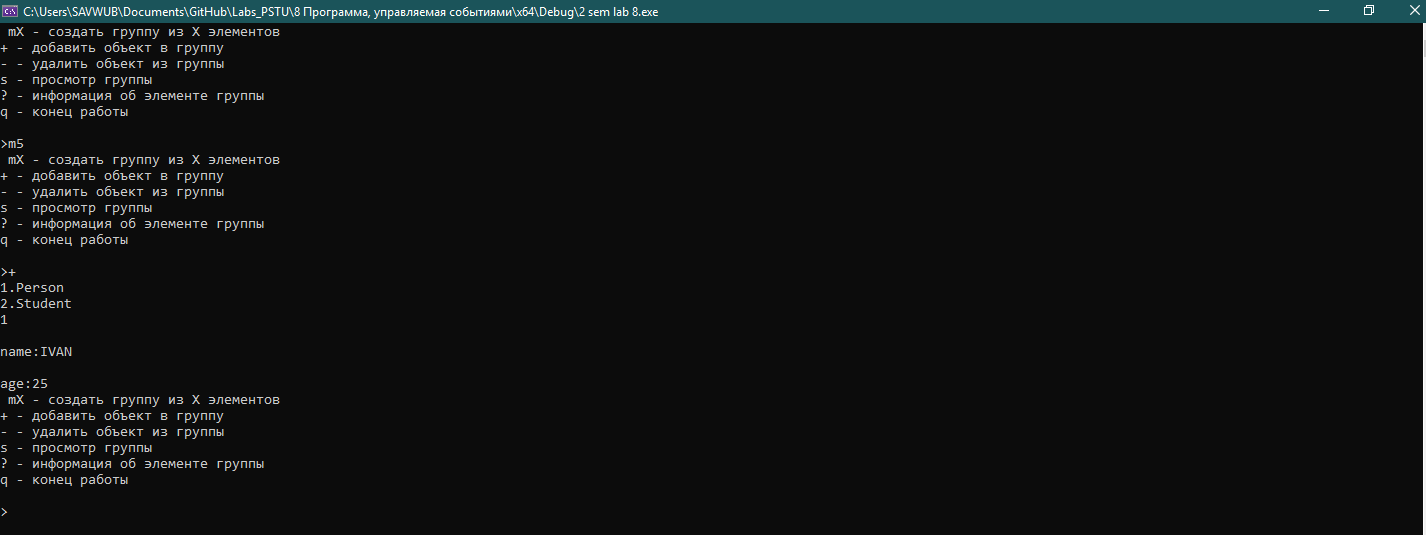 C:\Users\SAVWUB\Documents\GitHub\Labs_PSTU\8 Программа, управляемая событиями\x64\Debug\2 sem lab 8.exe
mX - создать группу из X элементов
+ - добавить объект в группу
- - удалить объект из группы
s - просмотр группы
? - информация об элементе группы
q - конец работы
>m5
mX - создать группу из X элементов
+ - добавить объект в группу
- - удалить объект из группы
s - просмотр группы
? - информация об элементе группы
q - конец работы
>+
1.Person
2.Student
1
name:IVAN
age:25
mX - создать группу из X элементов
+ - добавить объект в группу
- - удалить объект из группы
s - просмотр группы
? - информация об элементе группы
q - конец работы
>